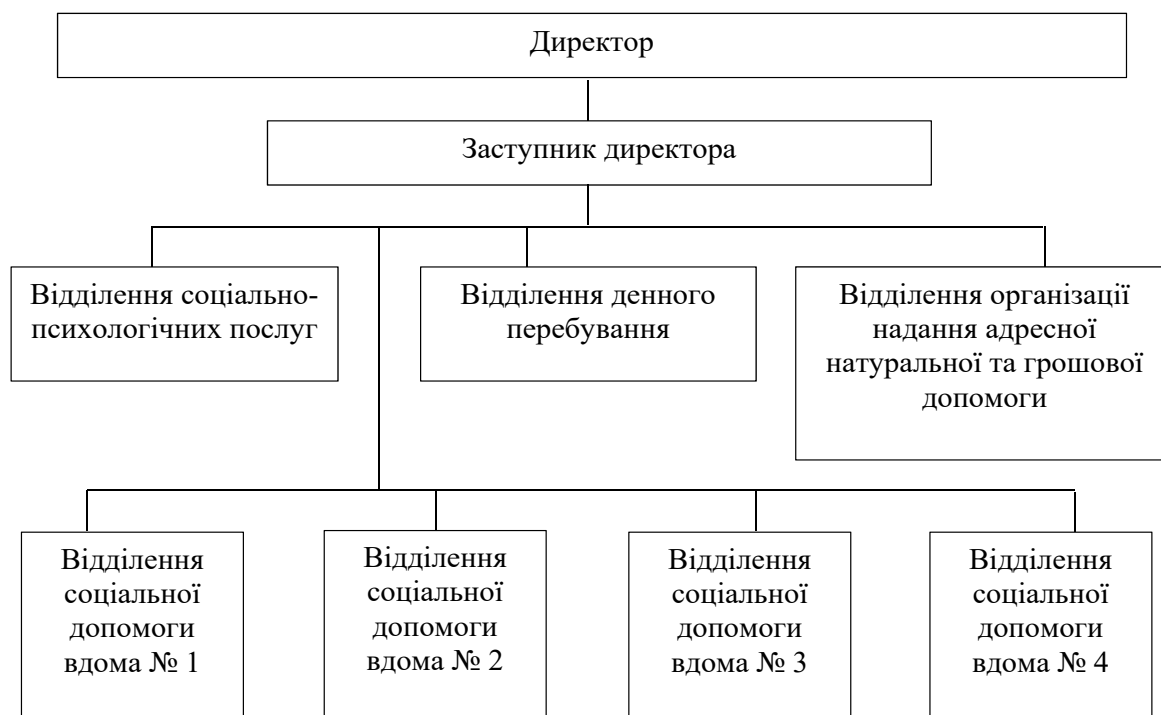 Директор
Заступник директора
Відділення соціально-
психологічних послуг
Відділення денного
перебування
Відділення організації
надання адресної
натуральної та грошової
допомоги
Відділення
соціальної
допомоги
вдома № 1
Відділення
соціальної
допомоги
вдома № 2
Відділення
соціальної
допомоги
вдома № 3
Відділення
соціальної
допомоги
вдома № 4